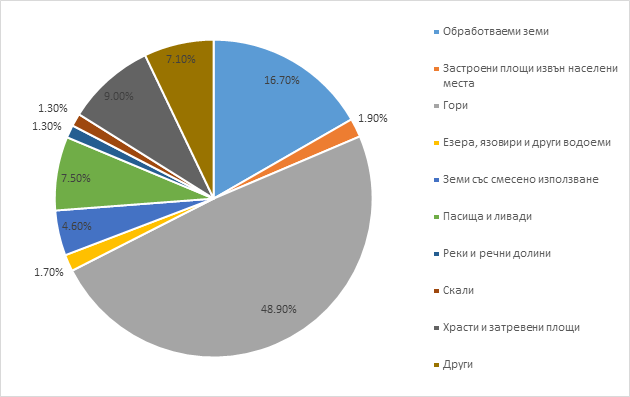 16.70%
1.90%
48.90%
1.70%
4.60%
7.50%
1.30%
1.30%
9.00%
7.10%
Обработваеми земи
Застроени площи извън населени
места
Гори
Езера, язовири и други водоеми
Земи със смесено използване
Пасища и ливади
Реки и речни долини
Скали
Храсти и затревени площи
Други